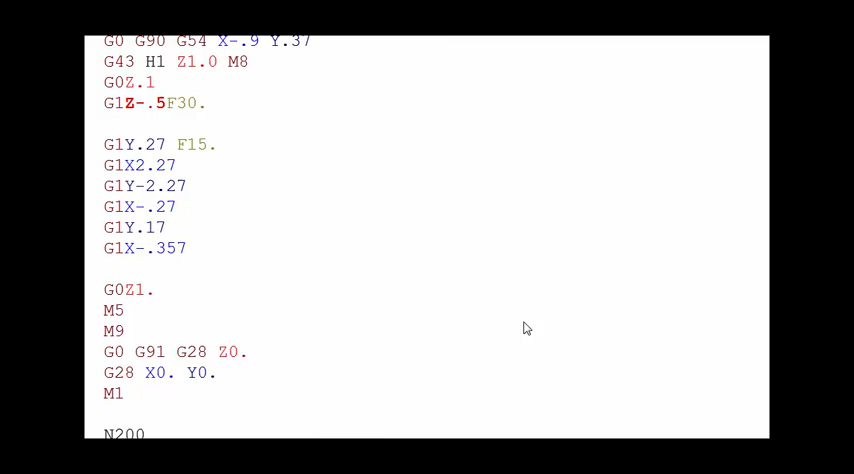 G0 G90 G54 X-.9 Y.37
G43 H1 Z1.0 M8
G0Z.1
G1Z-.5F30.
G1Y.27 F15.
G1X2.27
G1Y-2.27
G1X-.27
G1Y.17
G1X-.357
G0Z1.
M5
M9
G0 G91 G28 Z0.
G28 X0. Y0.
M1
N200